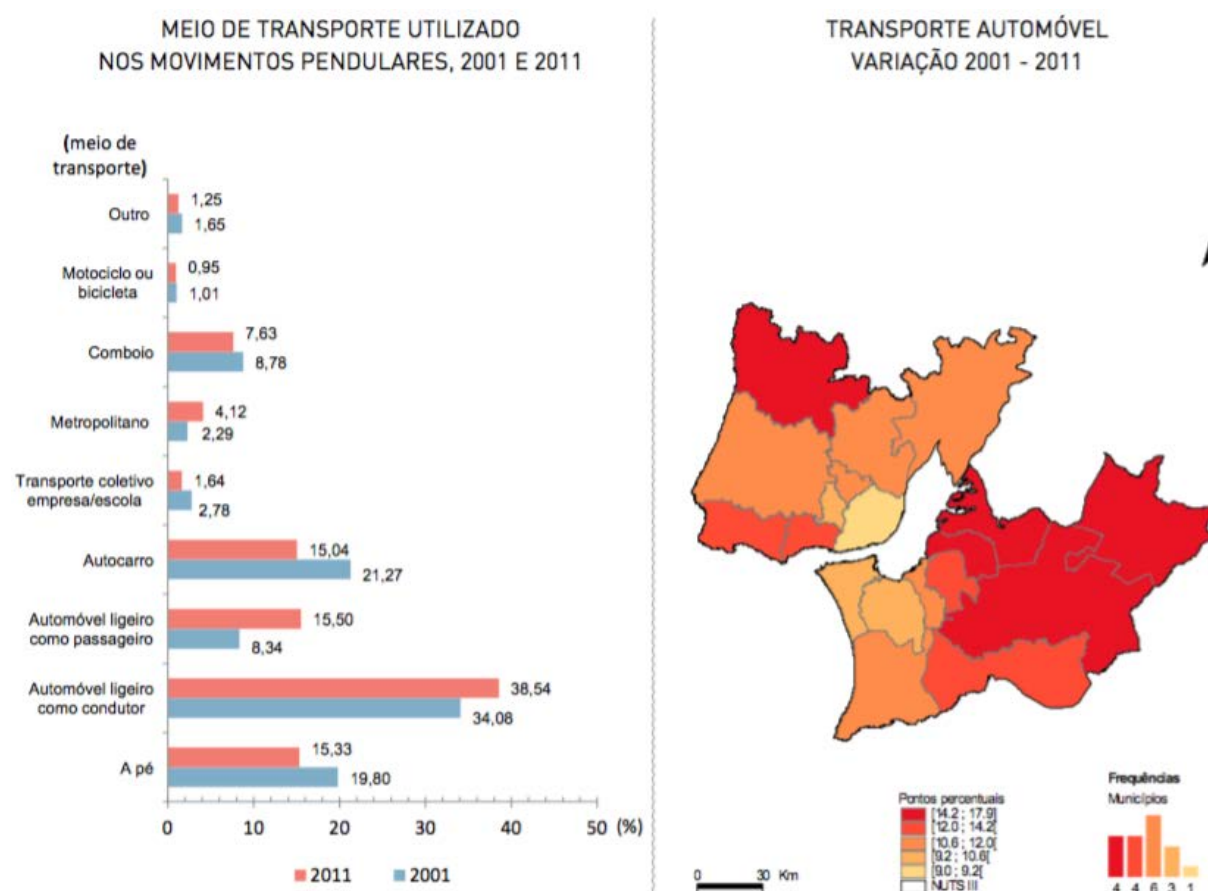 MEIO DE TRANSPORTE UTILIZADO
NOS MOVIMENTOS PENDULARES, 2001 E 2011
(meio de
transporte)
Outro
1,25
1,65
Motociclo ou
bicicleta
0,95
1,01
Comboio
7,63
8,78
Metropolitano
4,12
2,29
Transporte coletivo
empresa/escola
1,64
2,78
Autocarro
15,04
21,27
Automóvel ligeiro
como passageiro
15,50
8,34
Automóvel ligeiro
como condutor
38,54
34,08
A pé
15,33
19,80
0 10 20 30 40 50 (%)
2011 2001
TRANSPORTE AUTOMÓVEL
VARIAÇÃO 2001 - 2011
Pontos percentuais
[14.2 ; 17.9]
[12.0 ; 14.2[
[10.6 ; 12.0[
[9.2 ; 10.6[
[9.0 ; 9.2[
NUTS III
0 30 Km
Frequências
Municípios
4 4 6 3 1